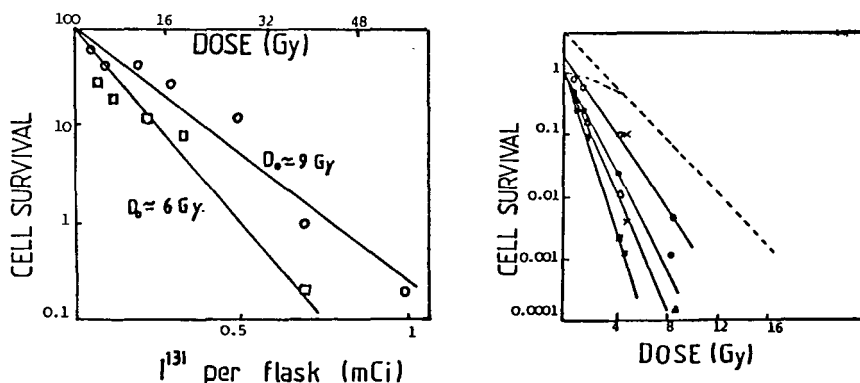 100 16 32 48
DOSE (Gy)
CELL SURVIVAL
10
1
0.1
D₀≈ 9 Gy
D₀≈ 6 Gy.
0.5 1
I¹³¹ per flask (mCi)
CELL SURVIVAL
1
0.1
0.01
0.001
0.0001
4 8 12 16
DOSE (Gy)